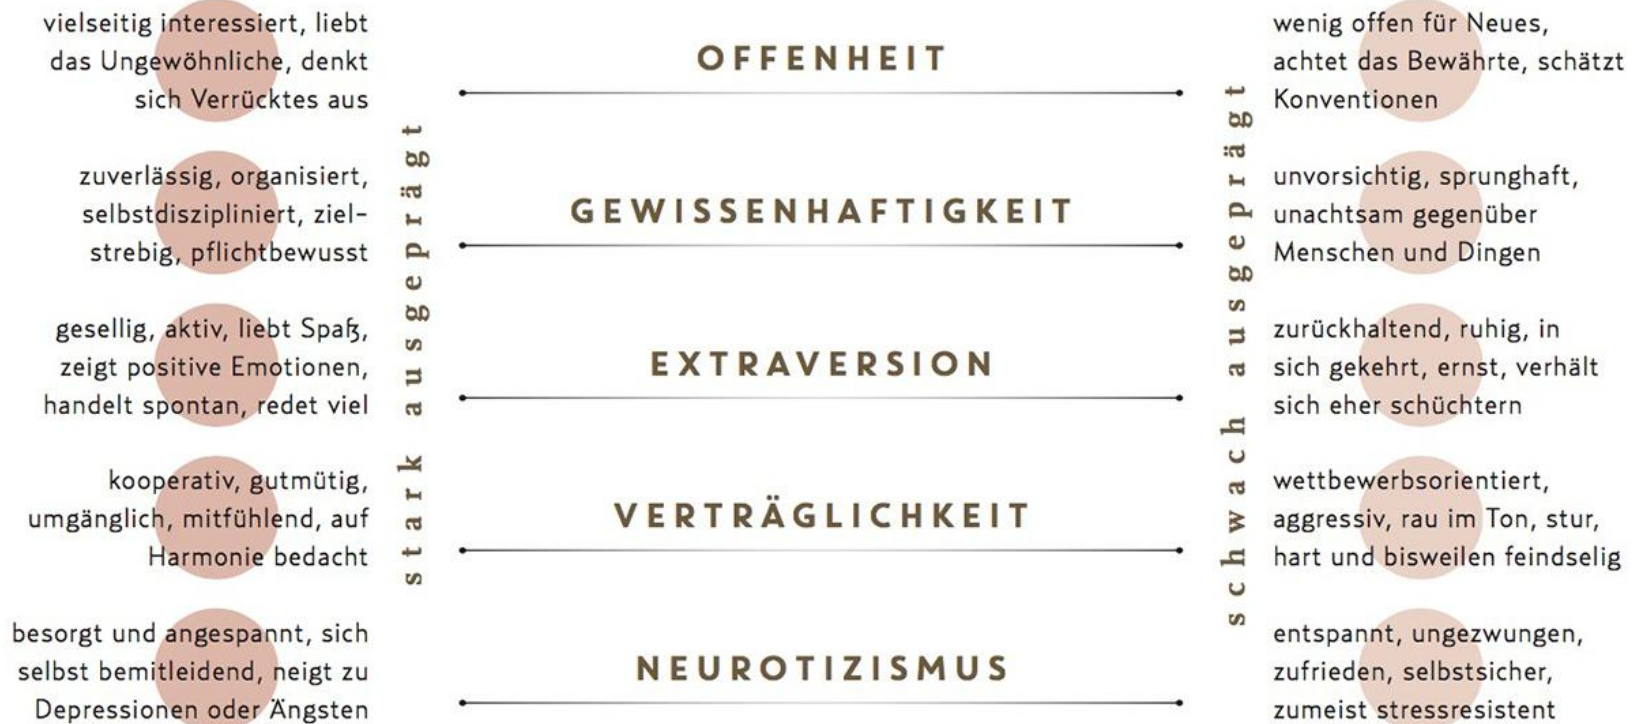 vielseitig interessiert, liebt
das Ungewöhnliche, denkt
sich Verrücktes aus
OFFENHEIT
wenig offen für Neues,
achtet das Bewährte, schätzt
Konventionen
zuverlässig, organisiert,
selbstdiszipliniert, ziel-
strebig, pflichtbewusst
GEWISSENHAFTIGKEIT
unvorsichtig, sprunghaft,
unachtsam gegenüber
Menschen und Dingen
gesellig, aktiv, liebt Spaß,
zeigt positive Emotionen,
handelt spontan, redet viel
EXTRAVERSION
zurückhaltend, ruhig, in
sich gekehrt, ernst, verhält
sich eher schüchtern
kooperativ, gutmütig,
umgänglich, mitfühlend, auf
Harmonie bedacht
VERTRÄGLICHKEIT
wettbewerbsorientiert,
aggressiv, rau im Ton, stur,
hart und bisweilen feindselig
besorgt und angespannt, sich
selbst bemitleidend, neigt zu
Depressionen oder Ängsten
NEUROTIZISMUS
entspannt, ungezwungen,
zufrieden, selbstsicher,
zumeist stressresistent
stark ausgeprägt
schwach ausgeprägt